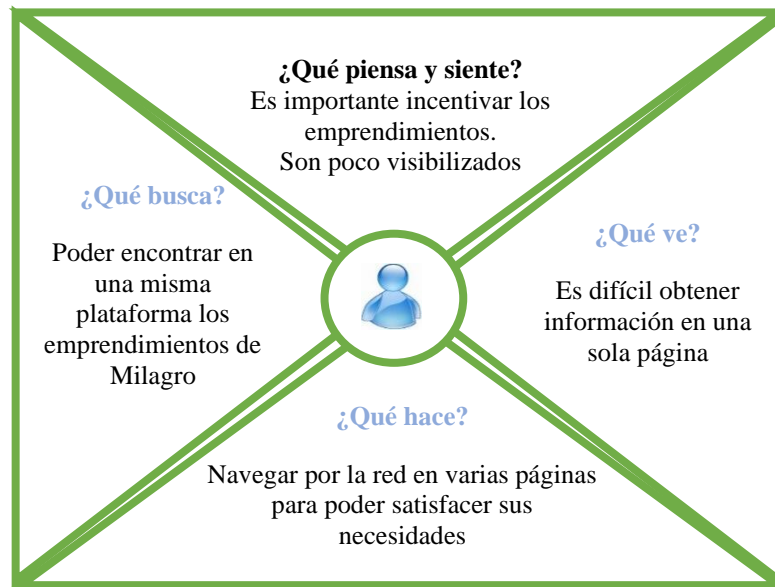 ¿Qué piensa y siente?
Es importante incentivar los
emprendimientos.
Son poco visibilizados
¿Qué busca?
Poder encontrar en
una misma
plataforma los
emprendimientos de
Milagro
¿Qué ve?
Es difícil obtener
información en una
sola página
¿Qué hace?
Navegar por la red en varias páginas
para poder satisfacer sus
necesidades